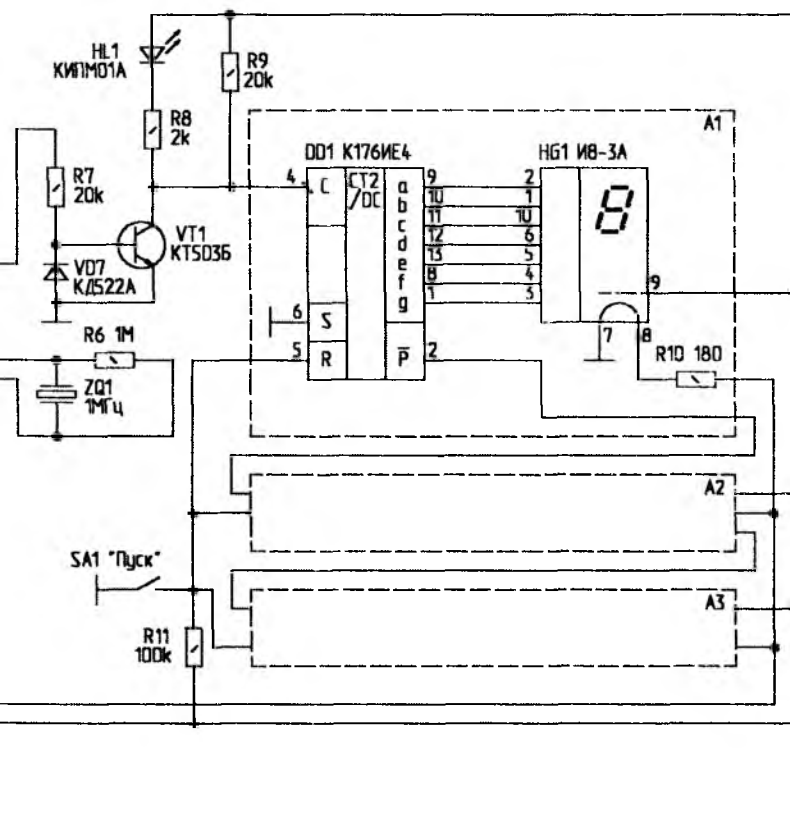 HL1
КИПМ01А
R9
20k
R8
2k
A1
R7
20k
DD1 К176ИЕ4
HG1 ИВ-3А
4
C
CT2
/DC
a
b
c
d
e
f
g
9
10
11
12
13
8
1
2
1
10
6
5
4
3
VT1
КТ503Б
VD7
КД522А
9
6
S
5
R
P
2
7
8
R10 180
R6 1M
ZQ1
1МГц
A2
SA1 "Пуск"
A3
R11
100k